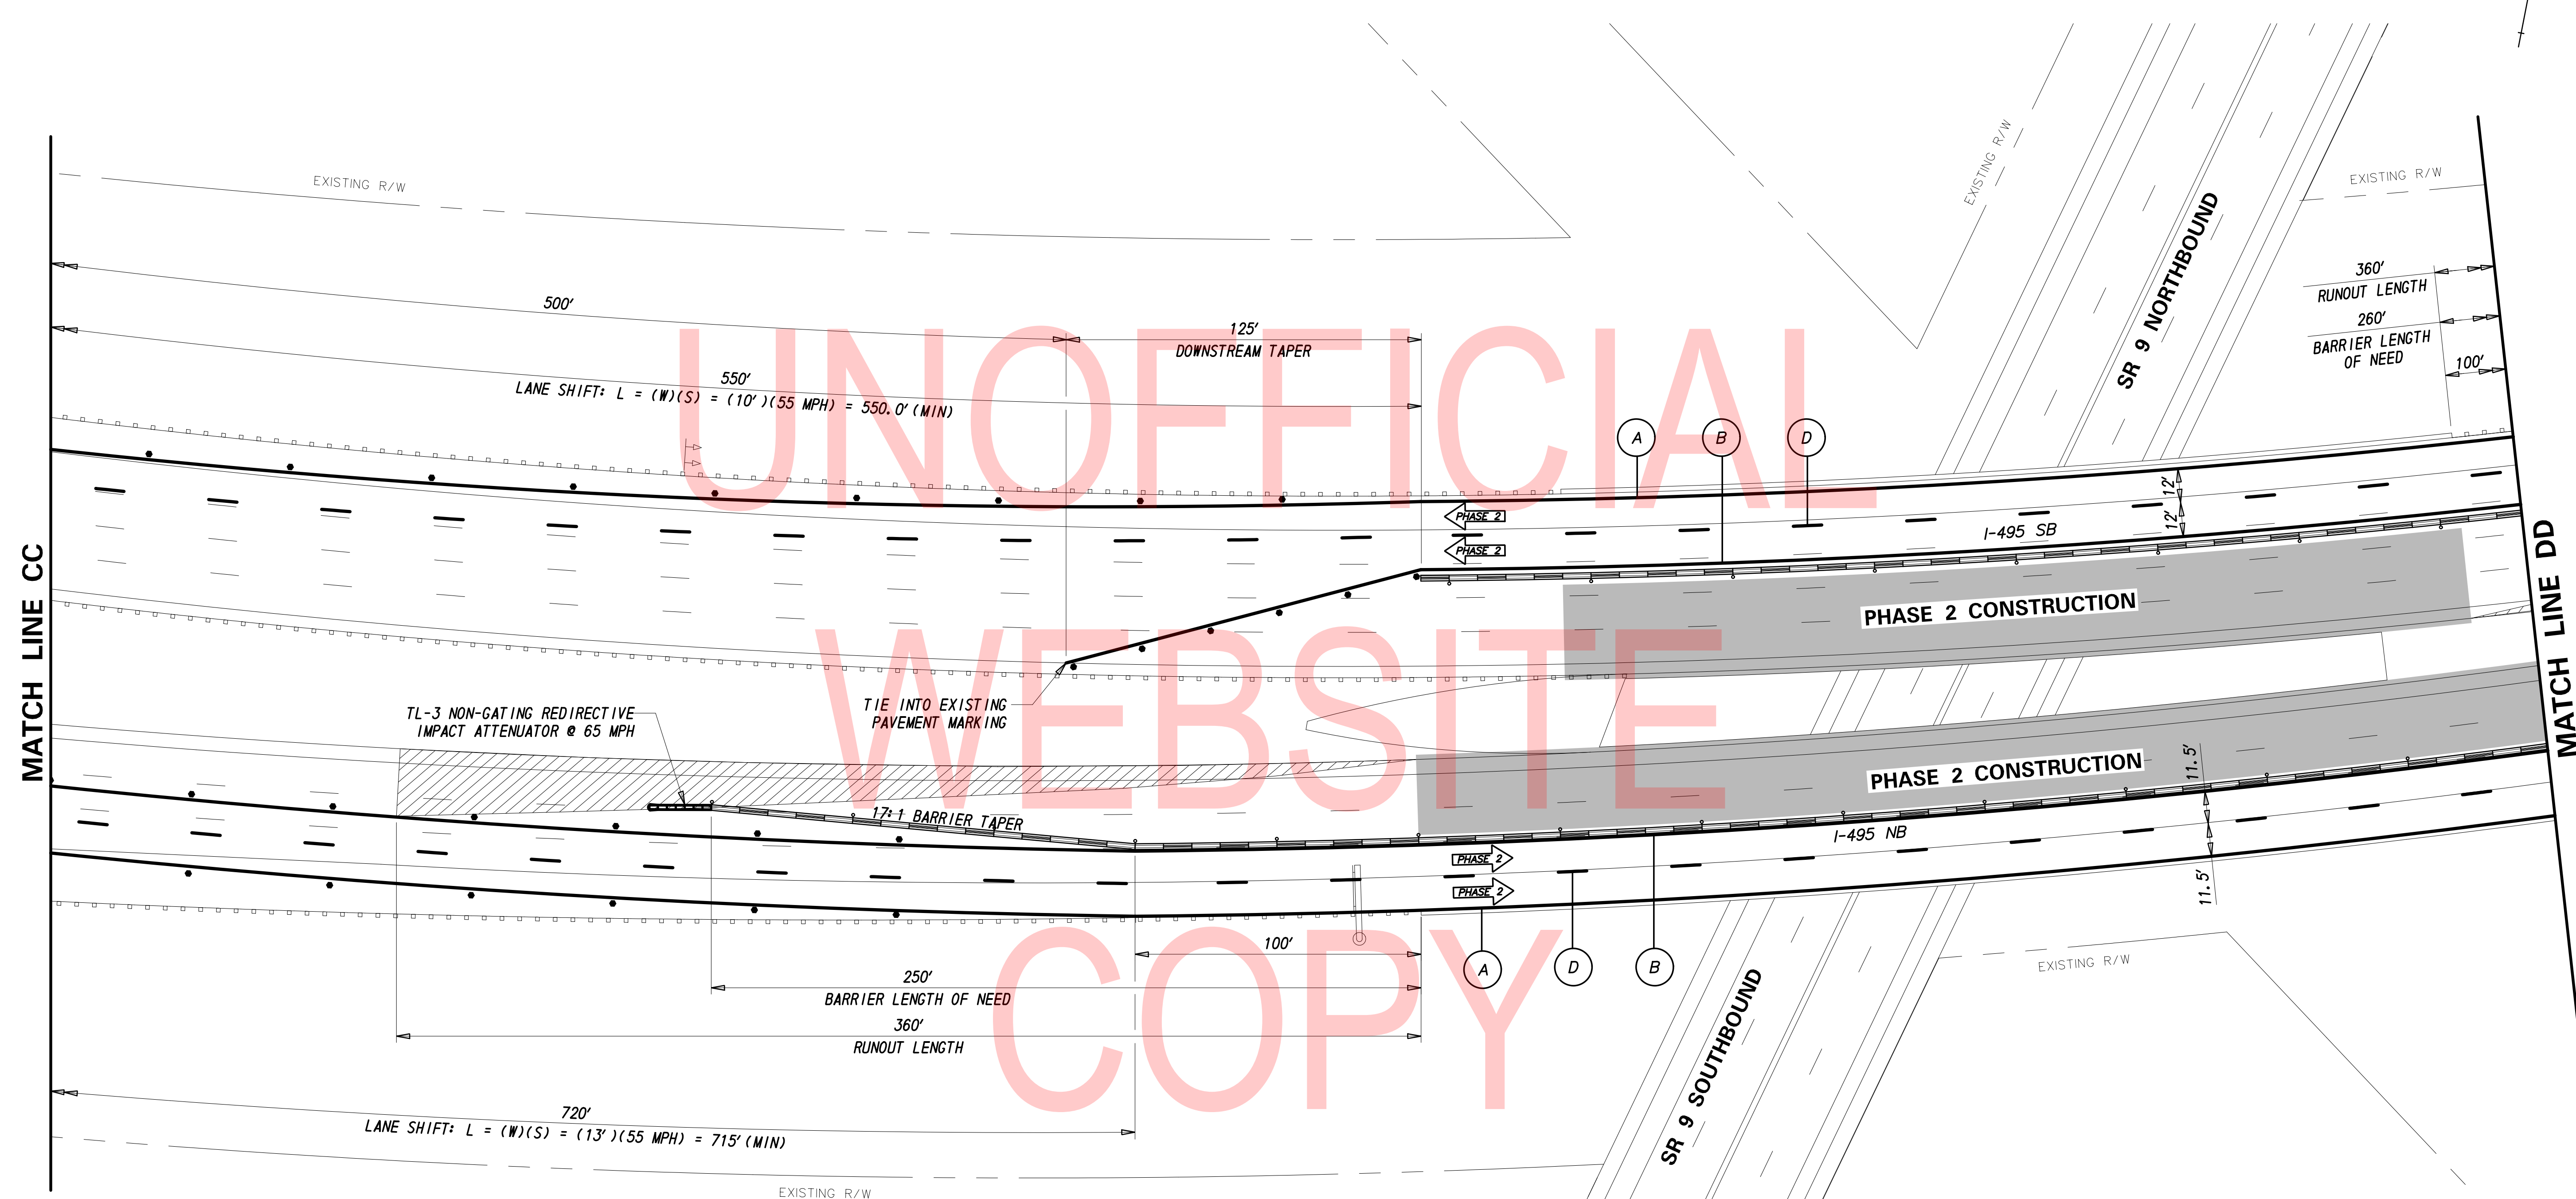 EXISTING R/W
EXISTING R/W
EXISTING R/W
SR 9 NORTHBOUND
360'
RUNOUT LENGTH
260'
BARRIER LENGTH
OF NEED
100'
500'
125'
DOWNSTREAM TAPER
550'
LANE SHIFT: L = (W)(S) = (10')(55 MPH) = 550.0' (MIN)
UNOFFICIAL
WEBSITE
COPY
A
B
D
12'
12'
PHASE 2
PHASE 2
I-495 SB
MATCH LINE CC
MATCH LINE DD
PHASE 2 CONSTRUCTION
TIE INTO EXISTING
PAVEMENT MARKING
TL-3 NON-GATING REDIRECTIVE
IMPACT ATTENUATOR @ 65 MPH
PHASE 2 CONSTRUCTION
11.5'
11.5'
17:1 BARRIER TAPER
I-495 NB
PHASE 2
PHASE 2
100'
A
D
B
250'
BARRIER LENGTH OF NEED
360'
RUNOUT LENGTH
EXISTING R/W
SR 9 SOUTHBOUND
720'
LANE SHIFT: L = (W)(S) = (13')(55 MPH) = 715' (MIN)
EXISTING R/W